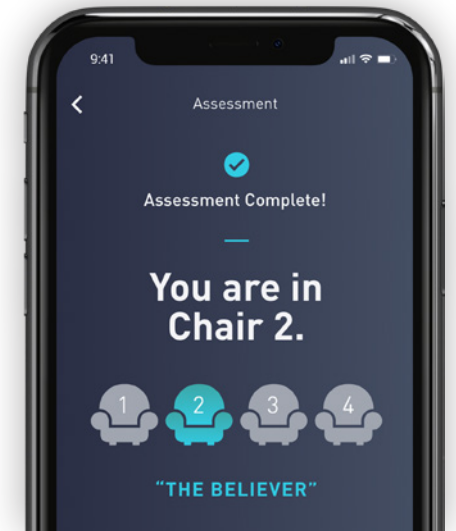 9:41
Assessment
Assessment Complete!
You are in
Chair 2.
1 2 3 4
“THE BELIEVER”